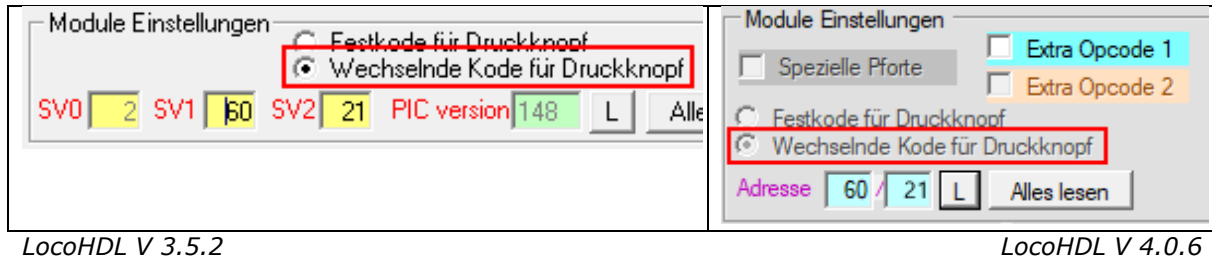 Module Einstellungen
Festkode für Druckknopf
Wechselnde Kode für Druckknopf
SV0 2 SV1 60 SV2 21 PIC version 148 L Alle
Module Einstellungen
Extra Opcode 1
Spezielle Pforte
Extra Opcode 2
Festkode für Druckknopf
Wechselnde Kode für Druckknopf
Adresse 60 / 21 L Alles lesen
LocoHDL V 3.5.2
LocoHDL V 4.0.6